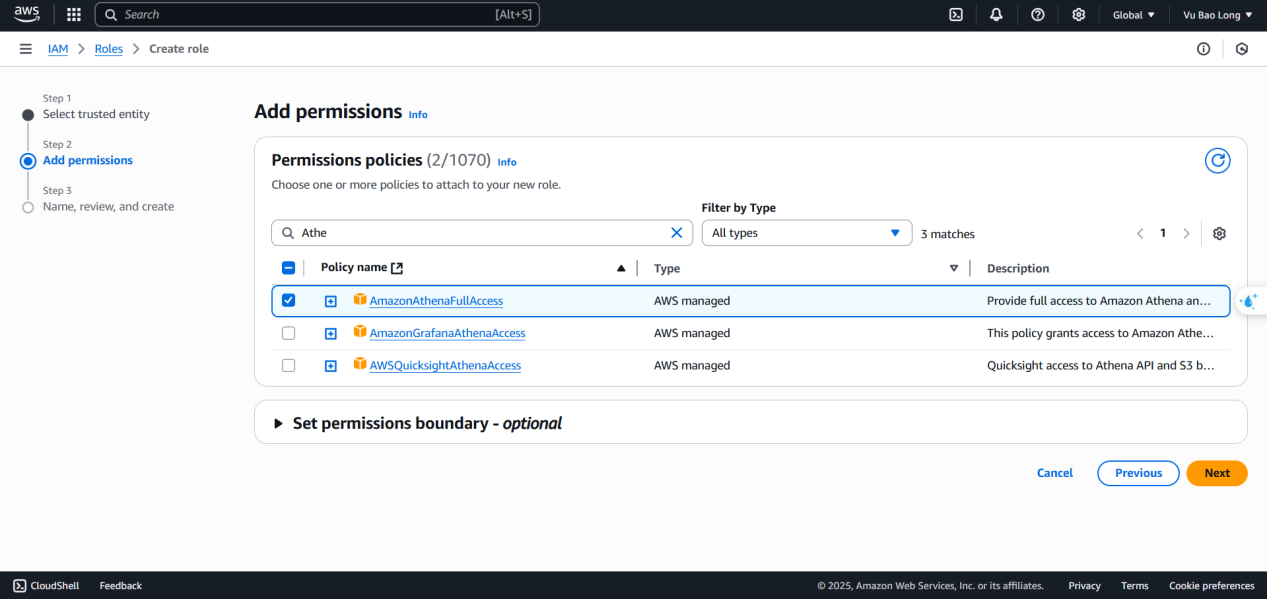 aws
Search [Alt+S] Global Vu Bao Long
IAM Roles Create role
Step 1
Select trusted entity
Step 2
Add permissions
Step 3
Name, review, and create
Add permissions Info
Permissions policies (2/1070) Info
Choose one or more policies to attach to your new role.
Filter by Type
Athe All types 3 matches 1
Policy name Type Description
AmazonAthenaFullAccess AWS managed Provide full access to Amazon Athena an...
AmazonGrafanaAthenaAccess AWS managed This policy grants access to Amazon Athe...
AWSQuicksightAthenaAccess AWS managed Quicksight access to Athena API and S3 b...
Set permissions boundary - optional
Cancel Previous Next
CloudShell Feedback © 2025, Amazon Web Services, Inc. or its affiliates. Privacy Terms Cookie preferences